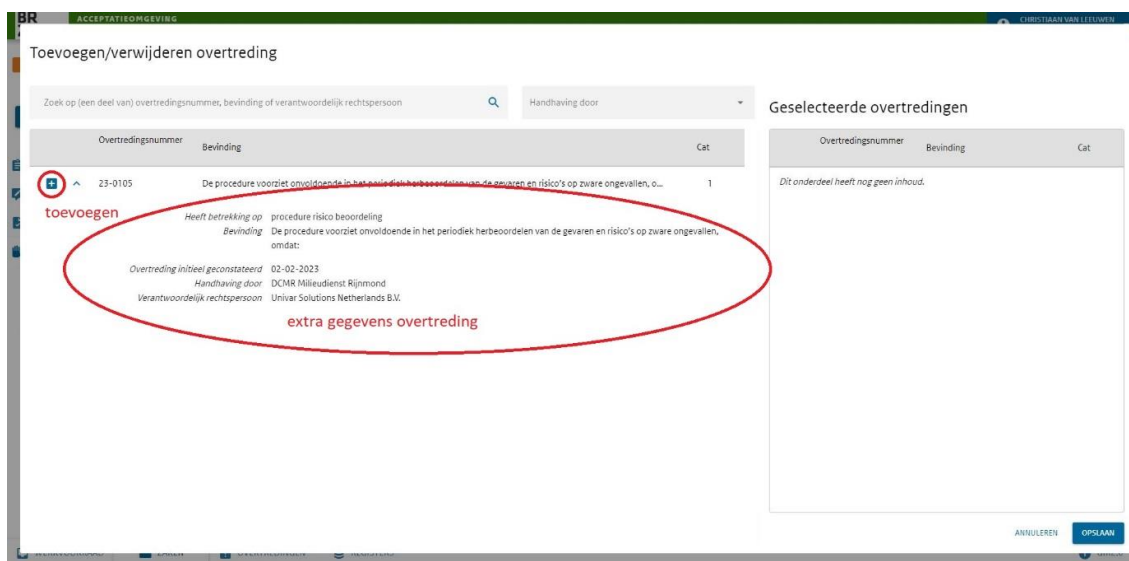 BR
ACCEPTATIEOMGEVING
CHRISTIAAN VAN LEEUWEN
Toevoegen/verwijderen overtreding
Zoek op (een deel van) overtredingsnummer, bevinding of verantwoordelijk rechtspersoon
Handhaving door
Geselecteerde overtredingen
Overtredingsnummer Bevinding Cat
Overtredingsnummer Bevinding Cat
23-0105 De procedure voorziet onvoldoende in het periodiek herbeoordelen van de gevaren en risico's op zware ongevallen, o... 1
Dit onderdeel heeft nog geen inhoud.
toevoegen
Heeft betrekking op procedure risico beoordeling
Bevinding De procedure voorziet onvoldoende in het periodiek herbeoordelen van de gevaren en risico's op zware ongevallen,
omdat:
Overtreding initieel geconstateerd 02-02-2023
Handhaving door DCMR Milieudienst Rijnmond
Verantwoordelijk rechtspersoon Univar Solutions Netherlands B.V.
extra gegevens overtreding
ANNULEREN OPSLAAN
ZAKEN OVERTREDINGEN REGISTERS